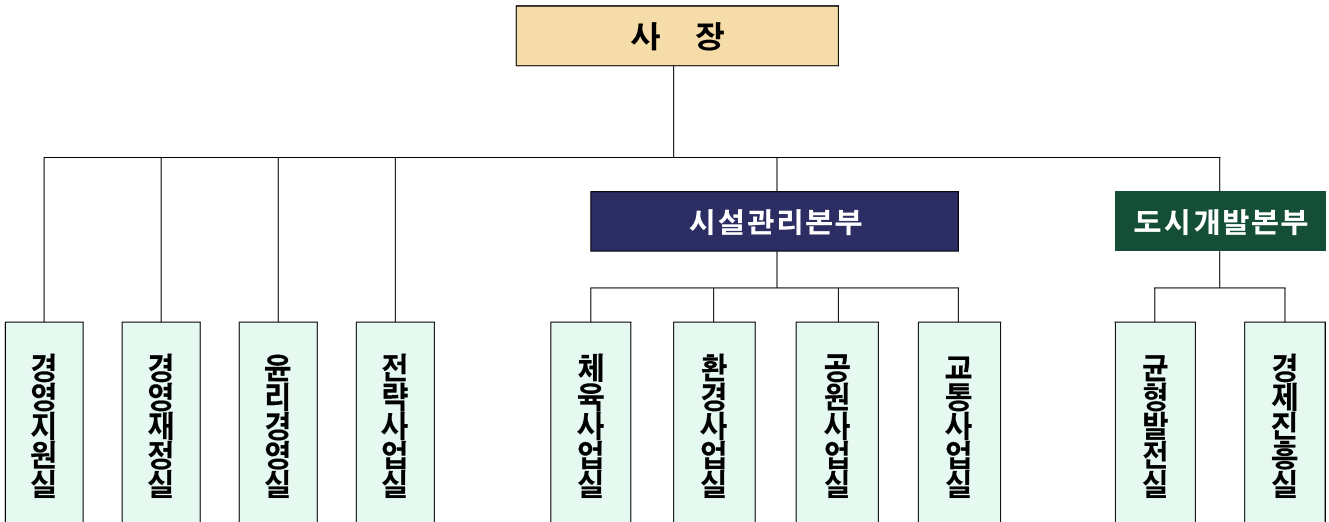 사 장
시설관리본부
도시개발본부
경영지원실
경영재정실
윤리경영실
전략사업실
체육사업실
환경사업실
공원사업실
교통사업실
균형발전실
경제진흥실